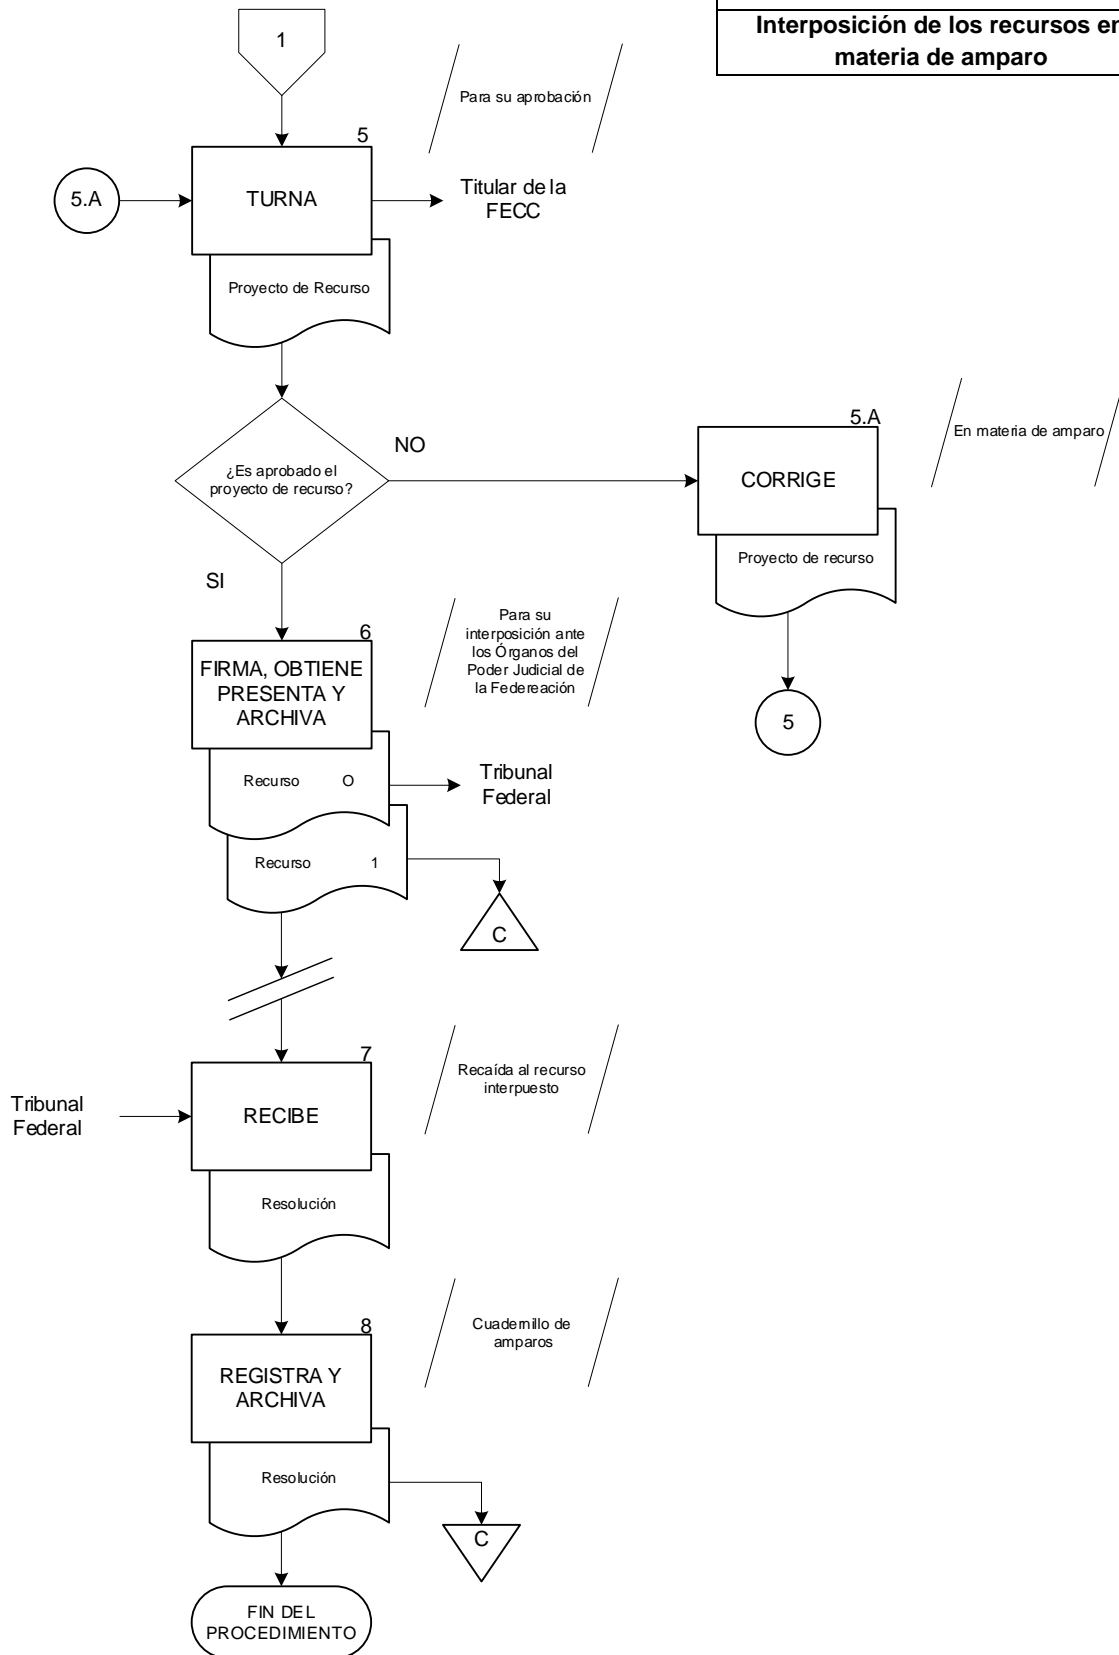 Interposición de los recursos en
materia de amparo
1
Para su aprobación
5
5.A
TURNA
Titular de la
FECC
Proyecto de Recurso
¿Es aprobado el
proyecto de recurso?
NO
5.A
CORRIGE
En materia de amparo
Proyecto de recurso
5
SI
6
FIRMA, OBTIENE
PRESENTA Y
ARCHIVA
Para su
interposición ante
los Órganos del
Poder Judicial de
la Federeación
Recurso O
Tribunal
Federal
Recurso 1
C
7
Tribunal
Federal
RECIBE
Recaída al recurso
interpuesto
Resolución
8
REGISTRA Y
ARCHIVA
Cuadernillo de
amparos
Resolución
C
FIN DEL
PROCEDIMIENTO